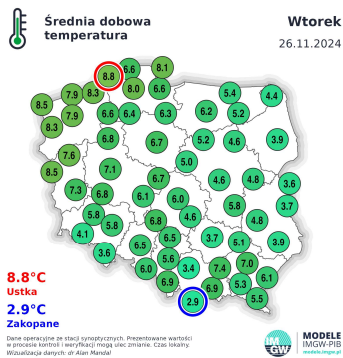 Średnia dobowa
temperatura
Wtorek
26.11.2024
8.8 6.6 8.1
8.5 7.9 8.3 8.0 6.6 5.4 4.4
8.3 7.9 6.6 6.4 6.3 6.2 5.2
6.8 6.7 5.2 4.6 3.9
7.6 5.0
8.5 7.1 6.7 4.6 4.8 3.6
7.3 6.8 6.1 6.0 5.8 3.7
5.8 5.8 6.8 4.6 4.8
4.1 6.5 6.5 3.7 5.1 3.9
3.6 6.0 5.6 3.4 7.4 7.0
6.9 6.9 5.3 6.1
2.9 5.5
8.8°C
Ustka
2.9°C
Zakopane
Dane operacyjne ze stacji synoptycznych. Prezentowane wartości
w procesie kontroli i weryfikacji mogą ulec zmianie. Czas lokalny.
Wizualizacja danych: dr Alan Mandal
IM
GW
MODELE
IMGW-PIB